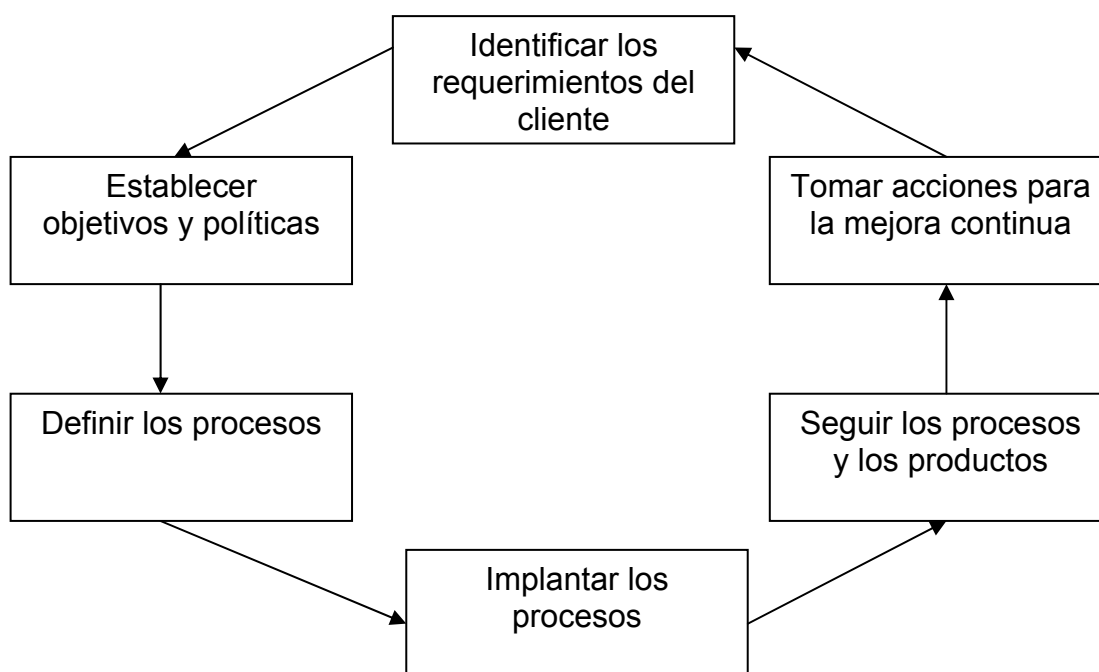 Identificar los
requerimientos del
cliente
Establecer
objetivos y políticas
Tomar acciones para
la mejora continua
Definir los procesos
Seguir los procesos
y los productos
Implantar los
procesos